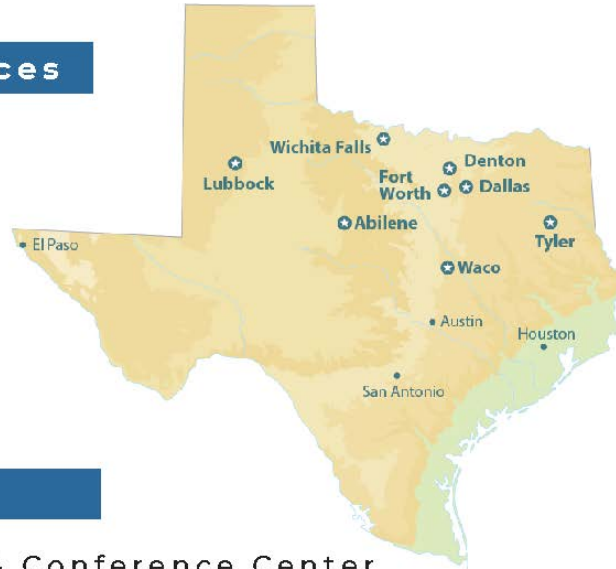 ces
Wichita Falls
Denton
Lubbock
Fort
Worth
Dallas
Abilene
Tyler
El Paso
Waco
Austin
Houston
San Antonio
Conference Center